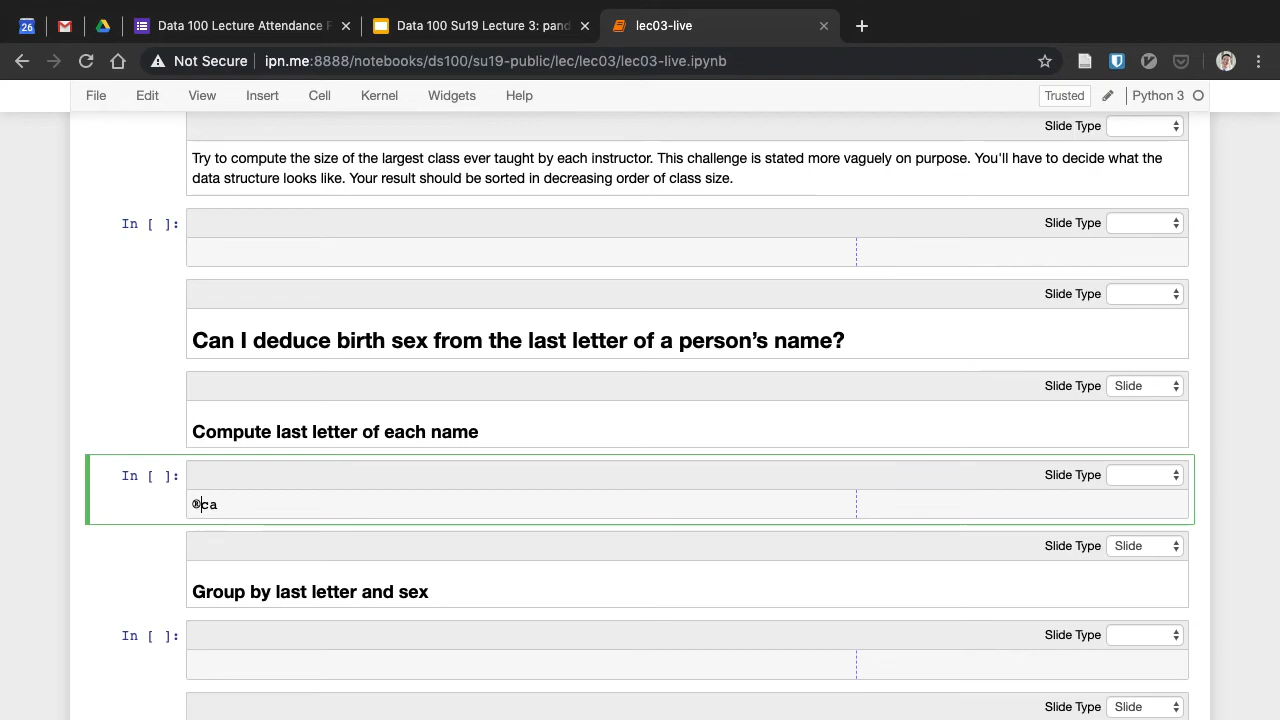 26
Data 100 Lecture Attendance F
Data 100 Su19 Lecture 3: pand
lec03-live
Not Secure
ipn.me:8888/notebooks/ds100/su19-public/lec/lec03/lec03-live.ipynb
File Edit View Insert Cell Kernel Widgets Help
Trusted
Python 3
Slide Type
Try to compute the size of the largest class ever taught by each instructor. This challenge is stated more vaguely on purpose. You'll have to decide what the
data structure looks like. Your result should be sorted in decreasing order of class size.
In [ ]:
Slide Type
Slide Type
Can I deduce birth sex from the last letter of a person’s name?
Slide Type Slide
Compute last letter of each name
In [ ]:
Slide Type
®ca
Slide Type Slide
Group by last letter and sex
In [ ]:
Slide Type
Slide Type Slide